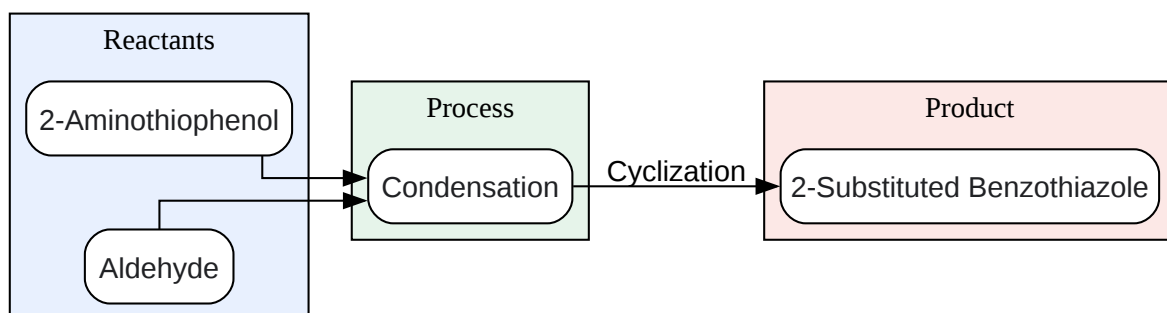 Reactants
2-Aminothiophenol
Aldehyde
Process
Condensation
Cyclization
Product
2-Substituted Benzothiazole